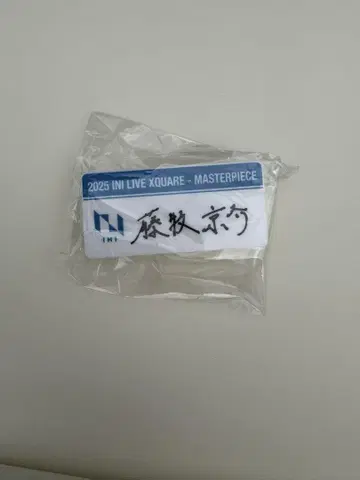 2025 INI LIVE XQUARE - MASTERPIECE
INI
藤牧京介